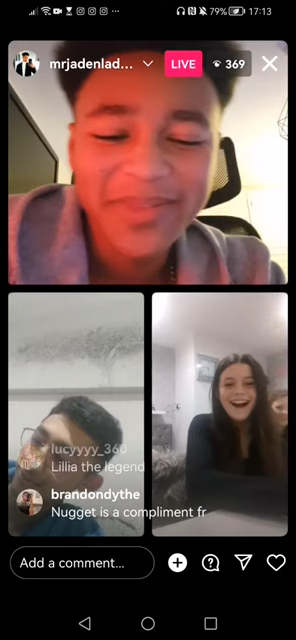 17:13
79%
mrjadenlad...
LIVE
369
lucyyyy_360
Lillia the legend
brandondythe
Nugget is a compliment fr
Add a comment...